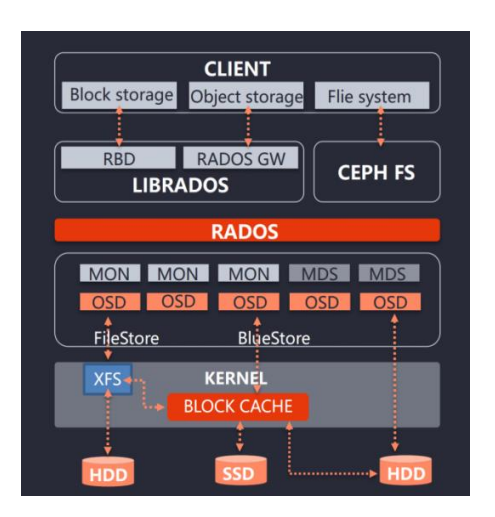 CLIENT
Block storage Object storage Flie system
RBD RADOS GW
LIBRADOS
CEPH FS
RADOS
MON MON MON MDS MDS
OSD OSD OSD OSD OSD
FileStore BlueStore
XFS KERNEL
BLOCK CACHE
HDD SSD HDD